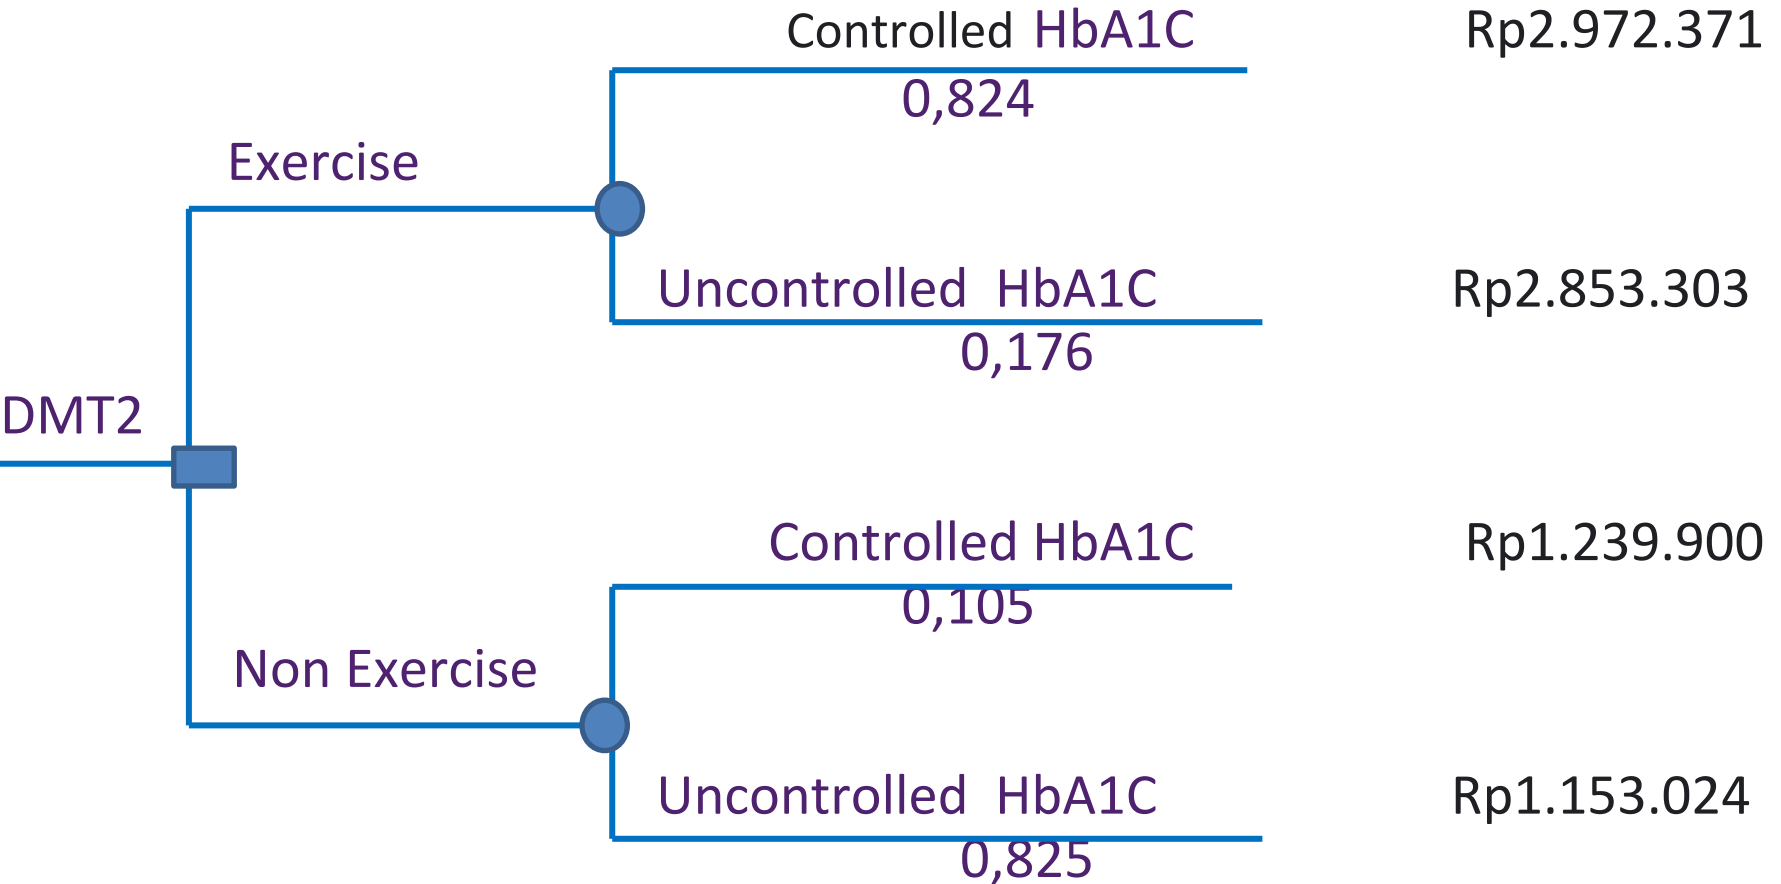 Controlled HbA1C Rp2.972.371
0,824
Exercise
Uncontrolled HbA1C Rp2.853.303
0,176
DMT2
Controlled HbA1C Rp1.239.900
0,105
Non Exercise
Uncontrolled HbA1C Rp1.153.024
0,825